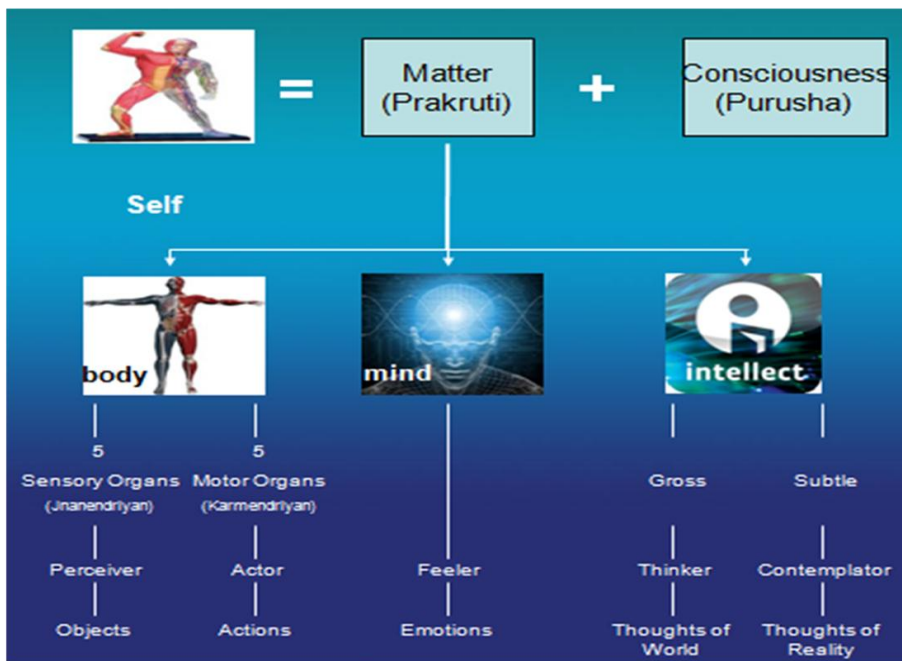 =
Matter
(Prakruti)
+
Consciousness
(Purusha)
Self
body
mind
intellect
5
5
Sensory Organs
(Jnanendriyan)
Motor Organs
(Karmendriyan)
Gross
Subtle
Perceiver
Actor
Feeler
Thinker
Contemplator
Objects
Actions
Emotions
Thoughts of
World
Thoughts of
Reality